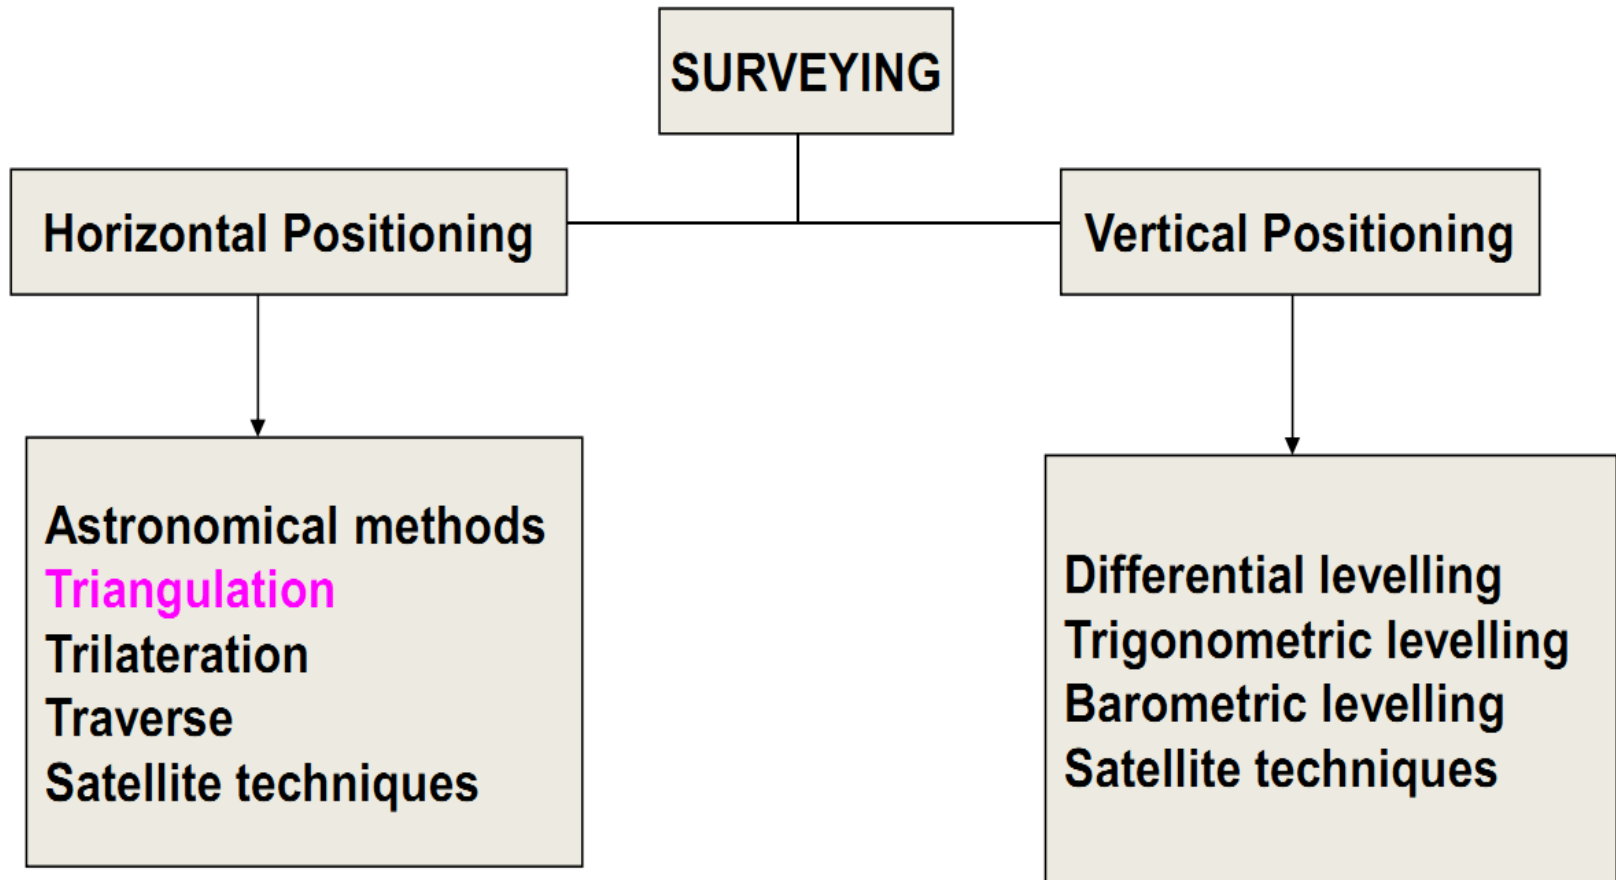 SURVEYING
Horizontal Positioning
Vertical Positioning
Astronomical methods
Triangulation
Trilateration
Traverse
Satellite techniques
Differential levelling
Trigonometric levelling
Barometric levelling
Satellite techniques